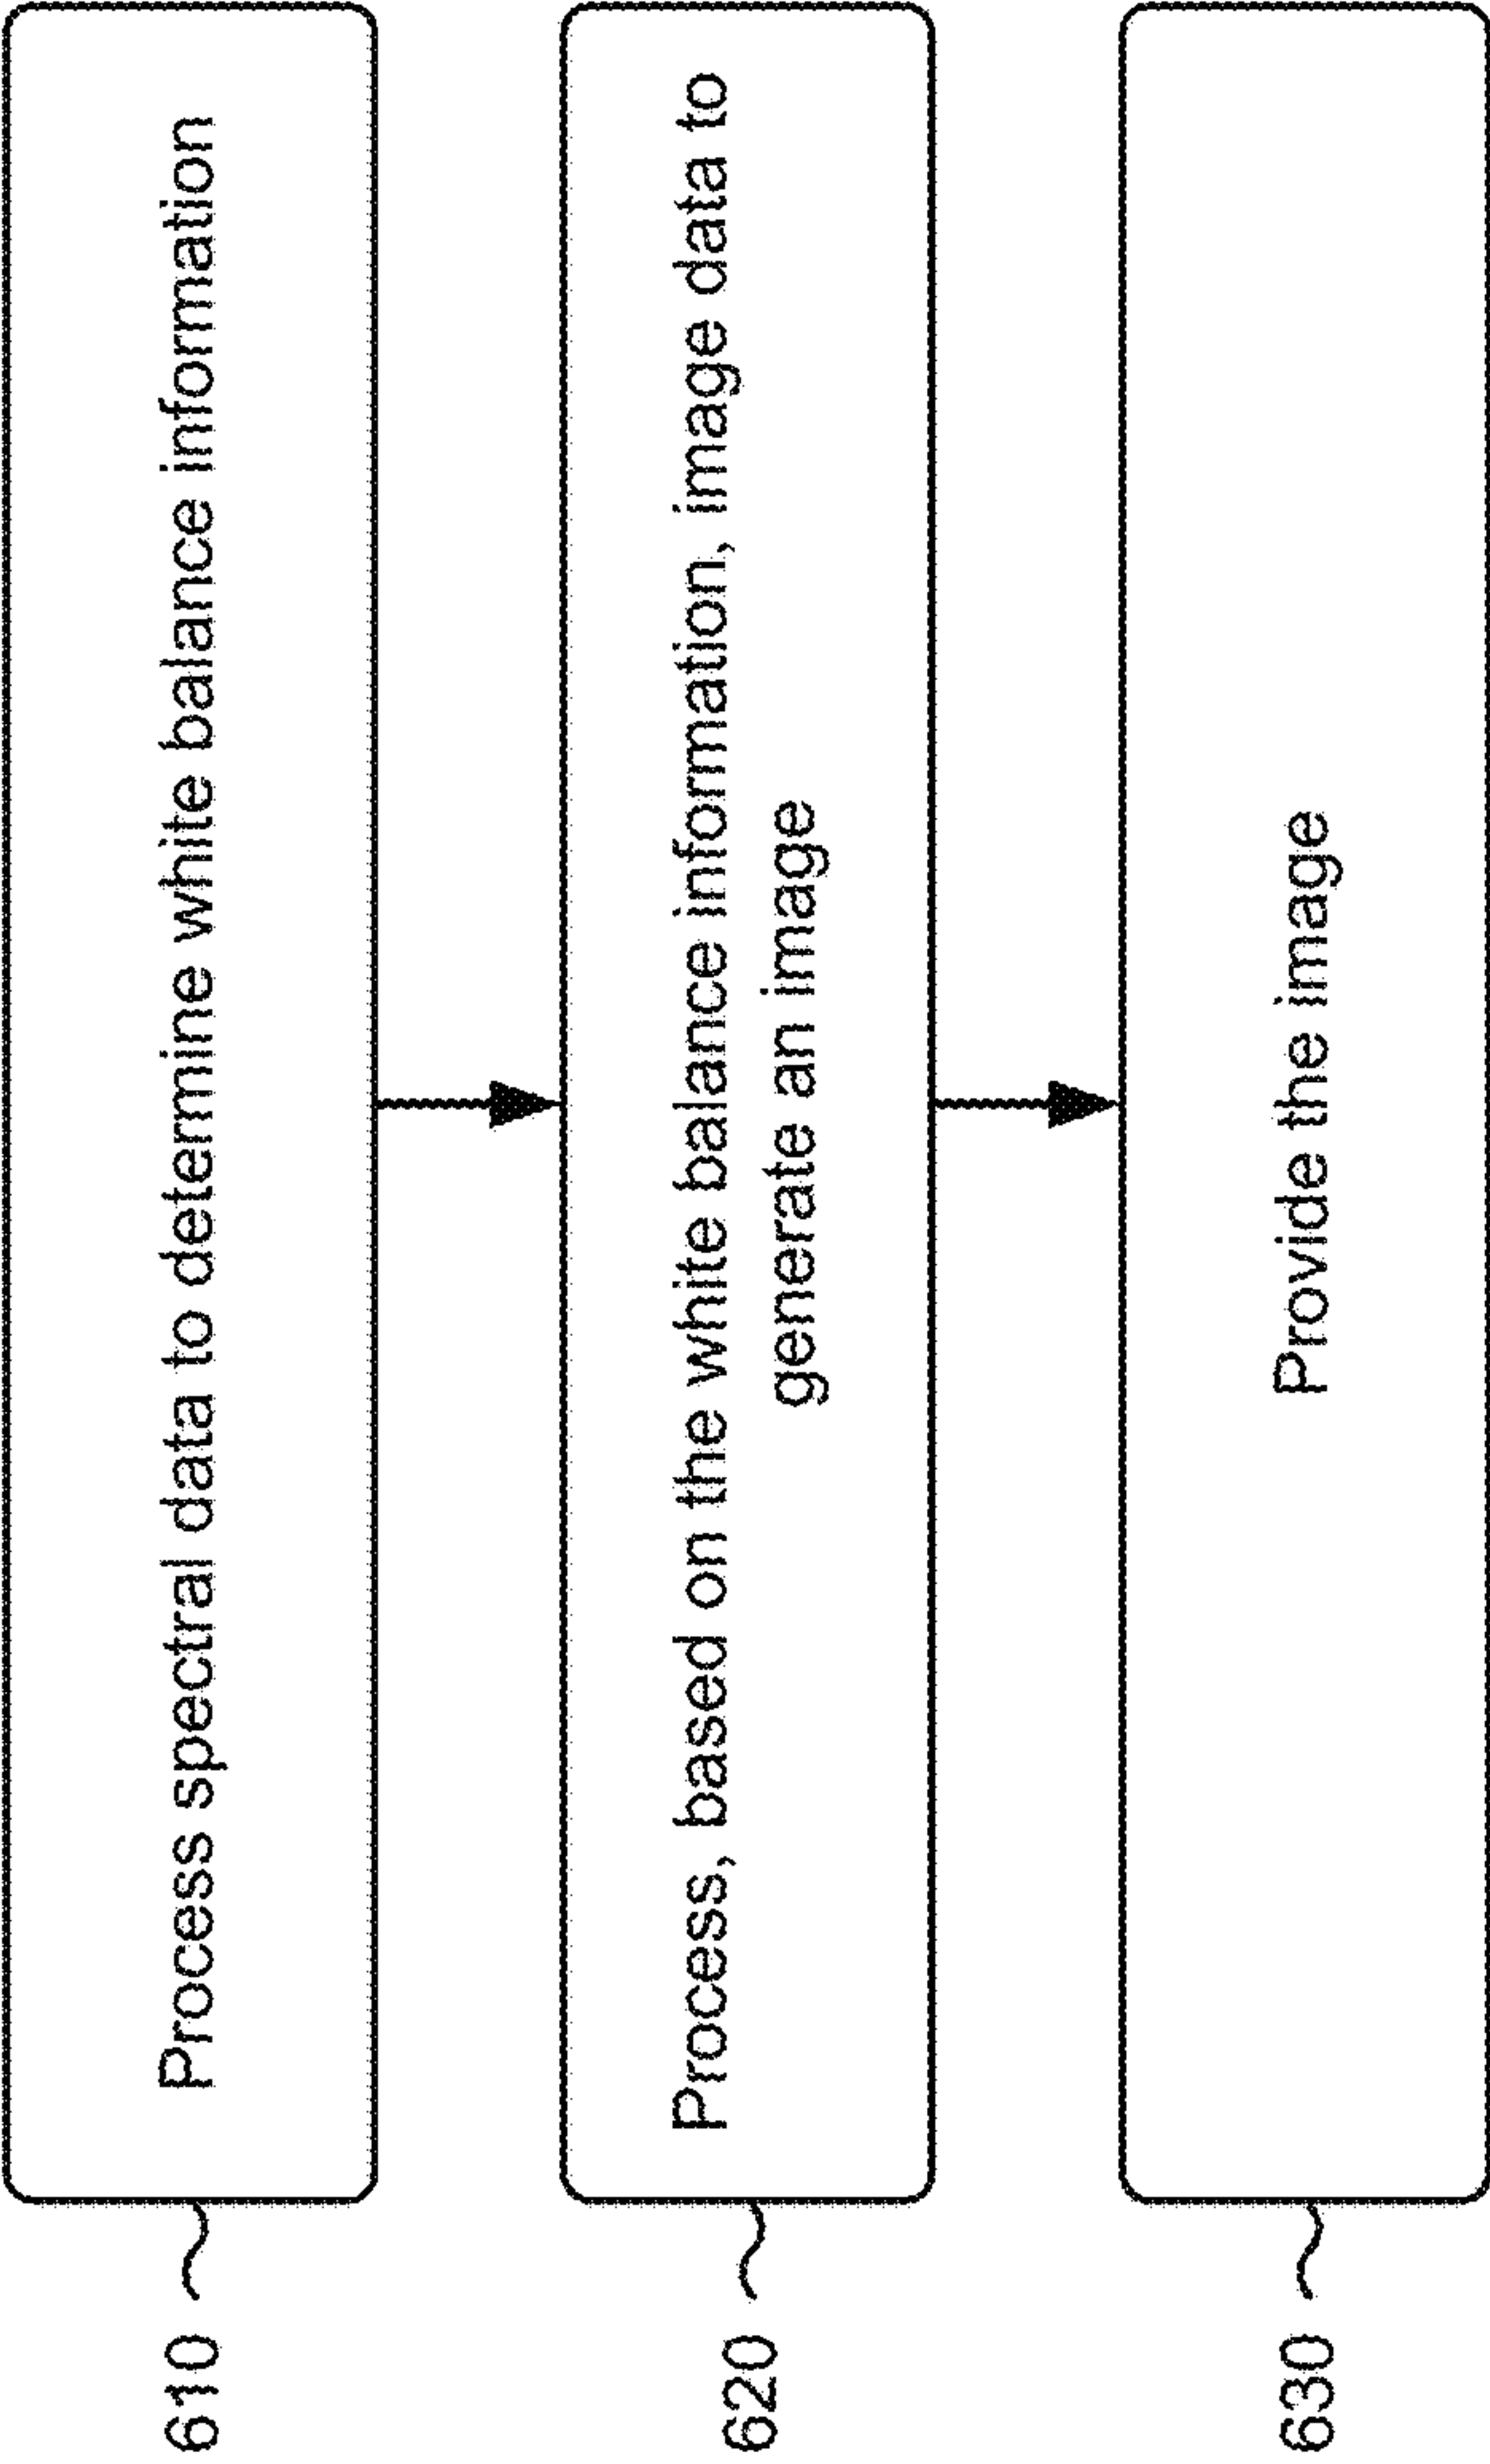 610
Process spectral data to determine white balance information
620
Process, based on the white balance information, image data to
generate an image
630
Provide the image